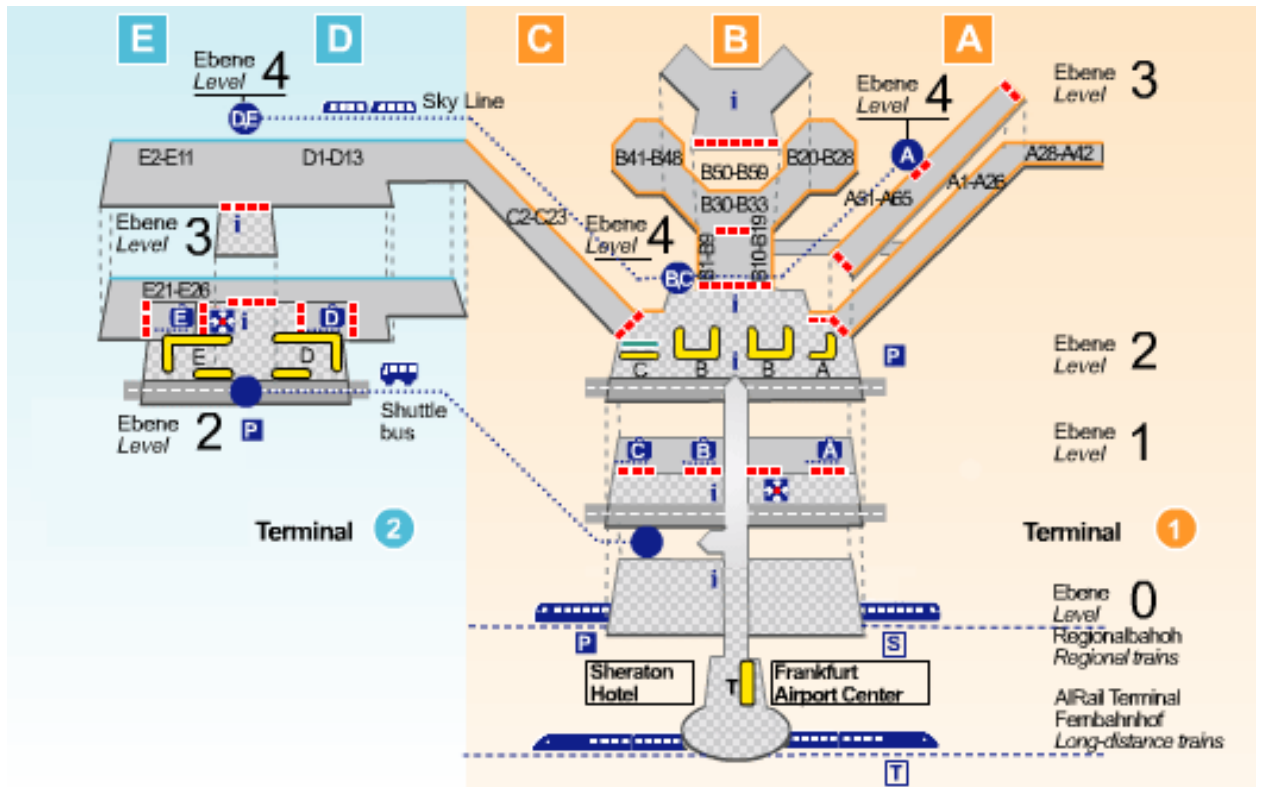 E
D
C
B
A
Ebene
Level 4
D,E
Sky Line
Ebene
Level 4
A
Ebene
Level 3
i
E2-E11
D1-D13
B41-B48
B50-B59
B20-B28
A28-A42
A1-A26
A51-A65
B30-B33
C2-C23
B1-B9
B10-B19
Ebene
Level 3
i
Ebene
Level 4
B,C
i
E21-E26
E
i
D
E
D
C
B
i
B
A
P
Ebene
Level 2
Shuttle
bus
Ebene
Level 2
P
C
B
A
i
Ebene
Level 1
Terminal 2
Terminal 1
i
Ebene
Level 0
Regionalbahoh
Regional trains
P
S
Sheraton
Hotel
T
Frankfurt
Airport Center
AIRail Terminal
Fernbahnhof
Long-distance trains
T